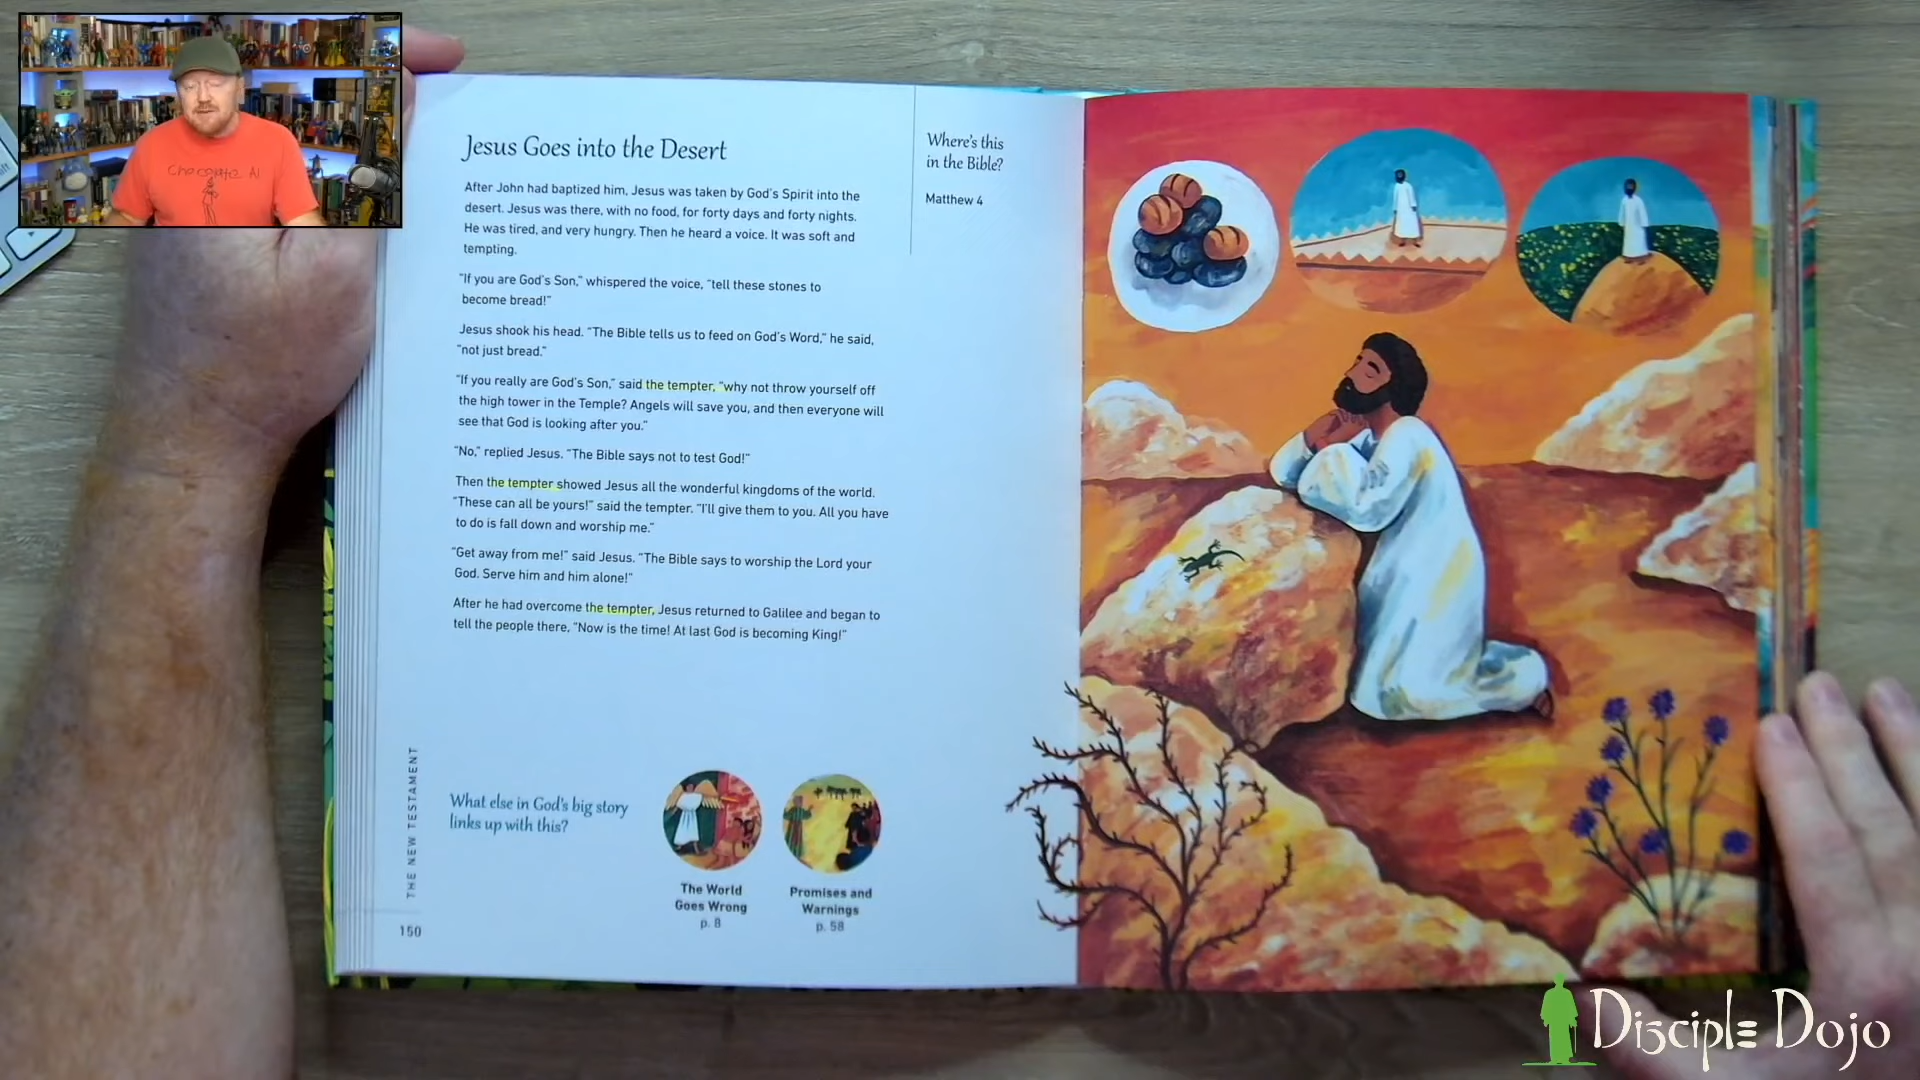 Chocolate AI
Jesus Goes into the Desert
After John had baptized him, Jesus was taken by God's Spirit into the
desert. Jesus was there, with no food, for forty days and forty nights.
He was tired, and very hungry. Then he heard a voice. It was soft and
tempting.
"If you are God's Son," whispered the voice, "tell these stones to
become bread!"
Jesus shook his head. "The Bible tells us to feed on God's Word," he said,
"not just bread."
"If you really are God's Son," said the tempter, "why not throw yourself off
the high tower in the Temple? Angels will save you, and then everyone will
see that God is looking after you."
"No," replied Jesus. "The Bible says not to test God!"
Then the tempter showed Jesus all the wonderful kingdoms of the world.
"These can all be yours!" said the tempter. "I'll give them to you. All you have
to do is fall down and worship me."
"Get away from me!" said Jesus. "The Bible says to worship the Lord your
God. Serve him and him alone!"
After he had overcome the tempter, Jesus returned to Galilee and began to
tell the people there, "Now is the time! At last God is becoming King!"
Where's this
in the Bible?
Matthew 4
What else in God's big story
links up with this?
The World
Goes Wrong
p. 8
Promises and
Warnings
p. 58
THE NEW TESTAMENT
150
Disciple Dojo